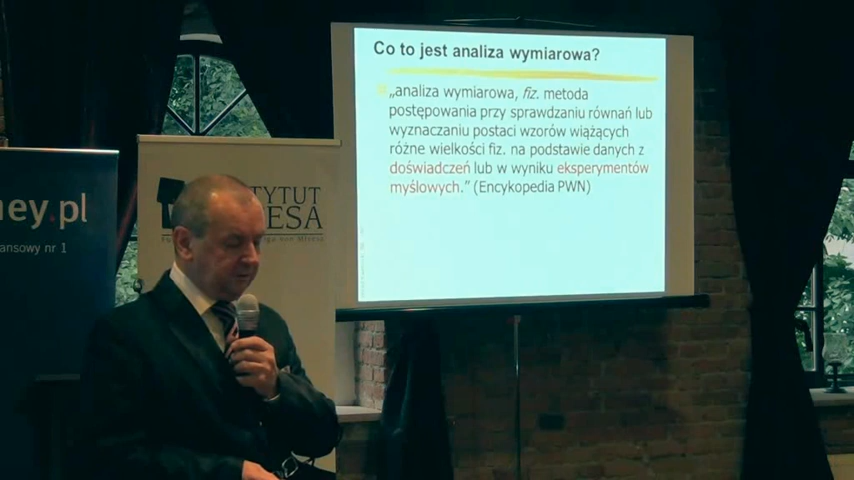 Co to jest analiza wymiarowa?
„analiza wymiarowa, fiz. metoda
postępowania przy sprawdzaniu równań lub
wyznaczaniu postaci wzorów wiążących
różne wielkości fiz. na podstawie danych z
doświadczeń lub w wyniku eksperymentów
myślowych.” (Encykopedia PWN)
ney.pl
ansowy nr 1
TYTUT
ESA